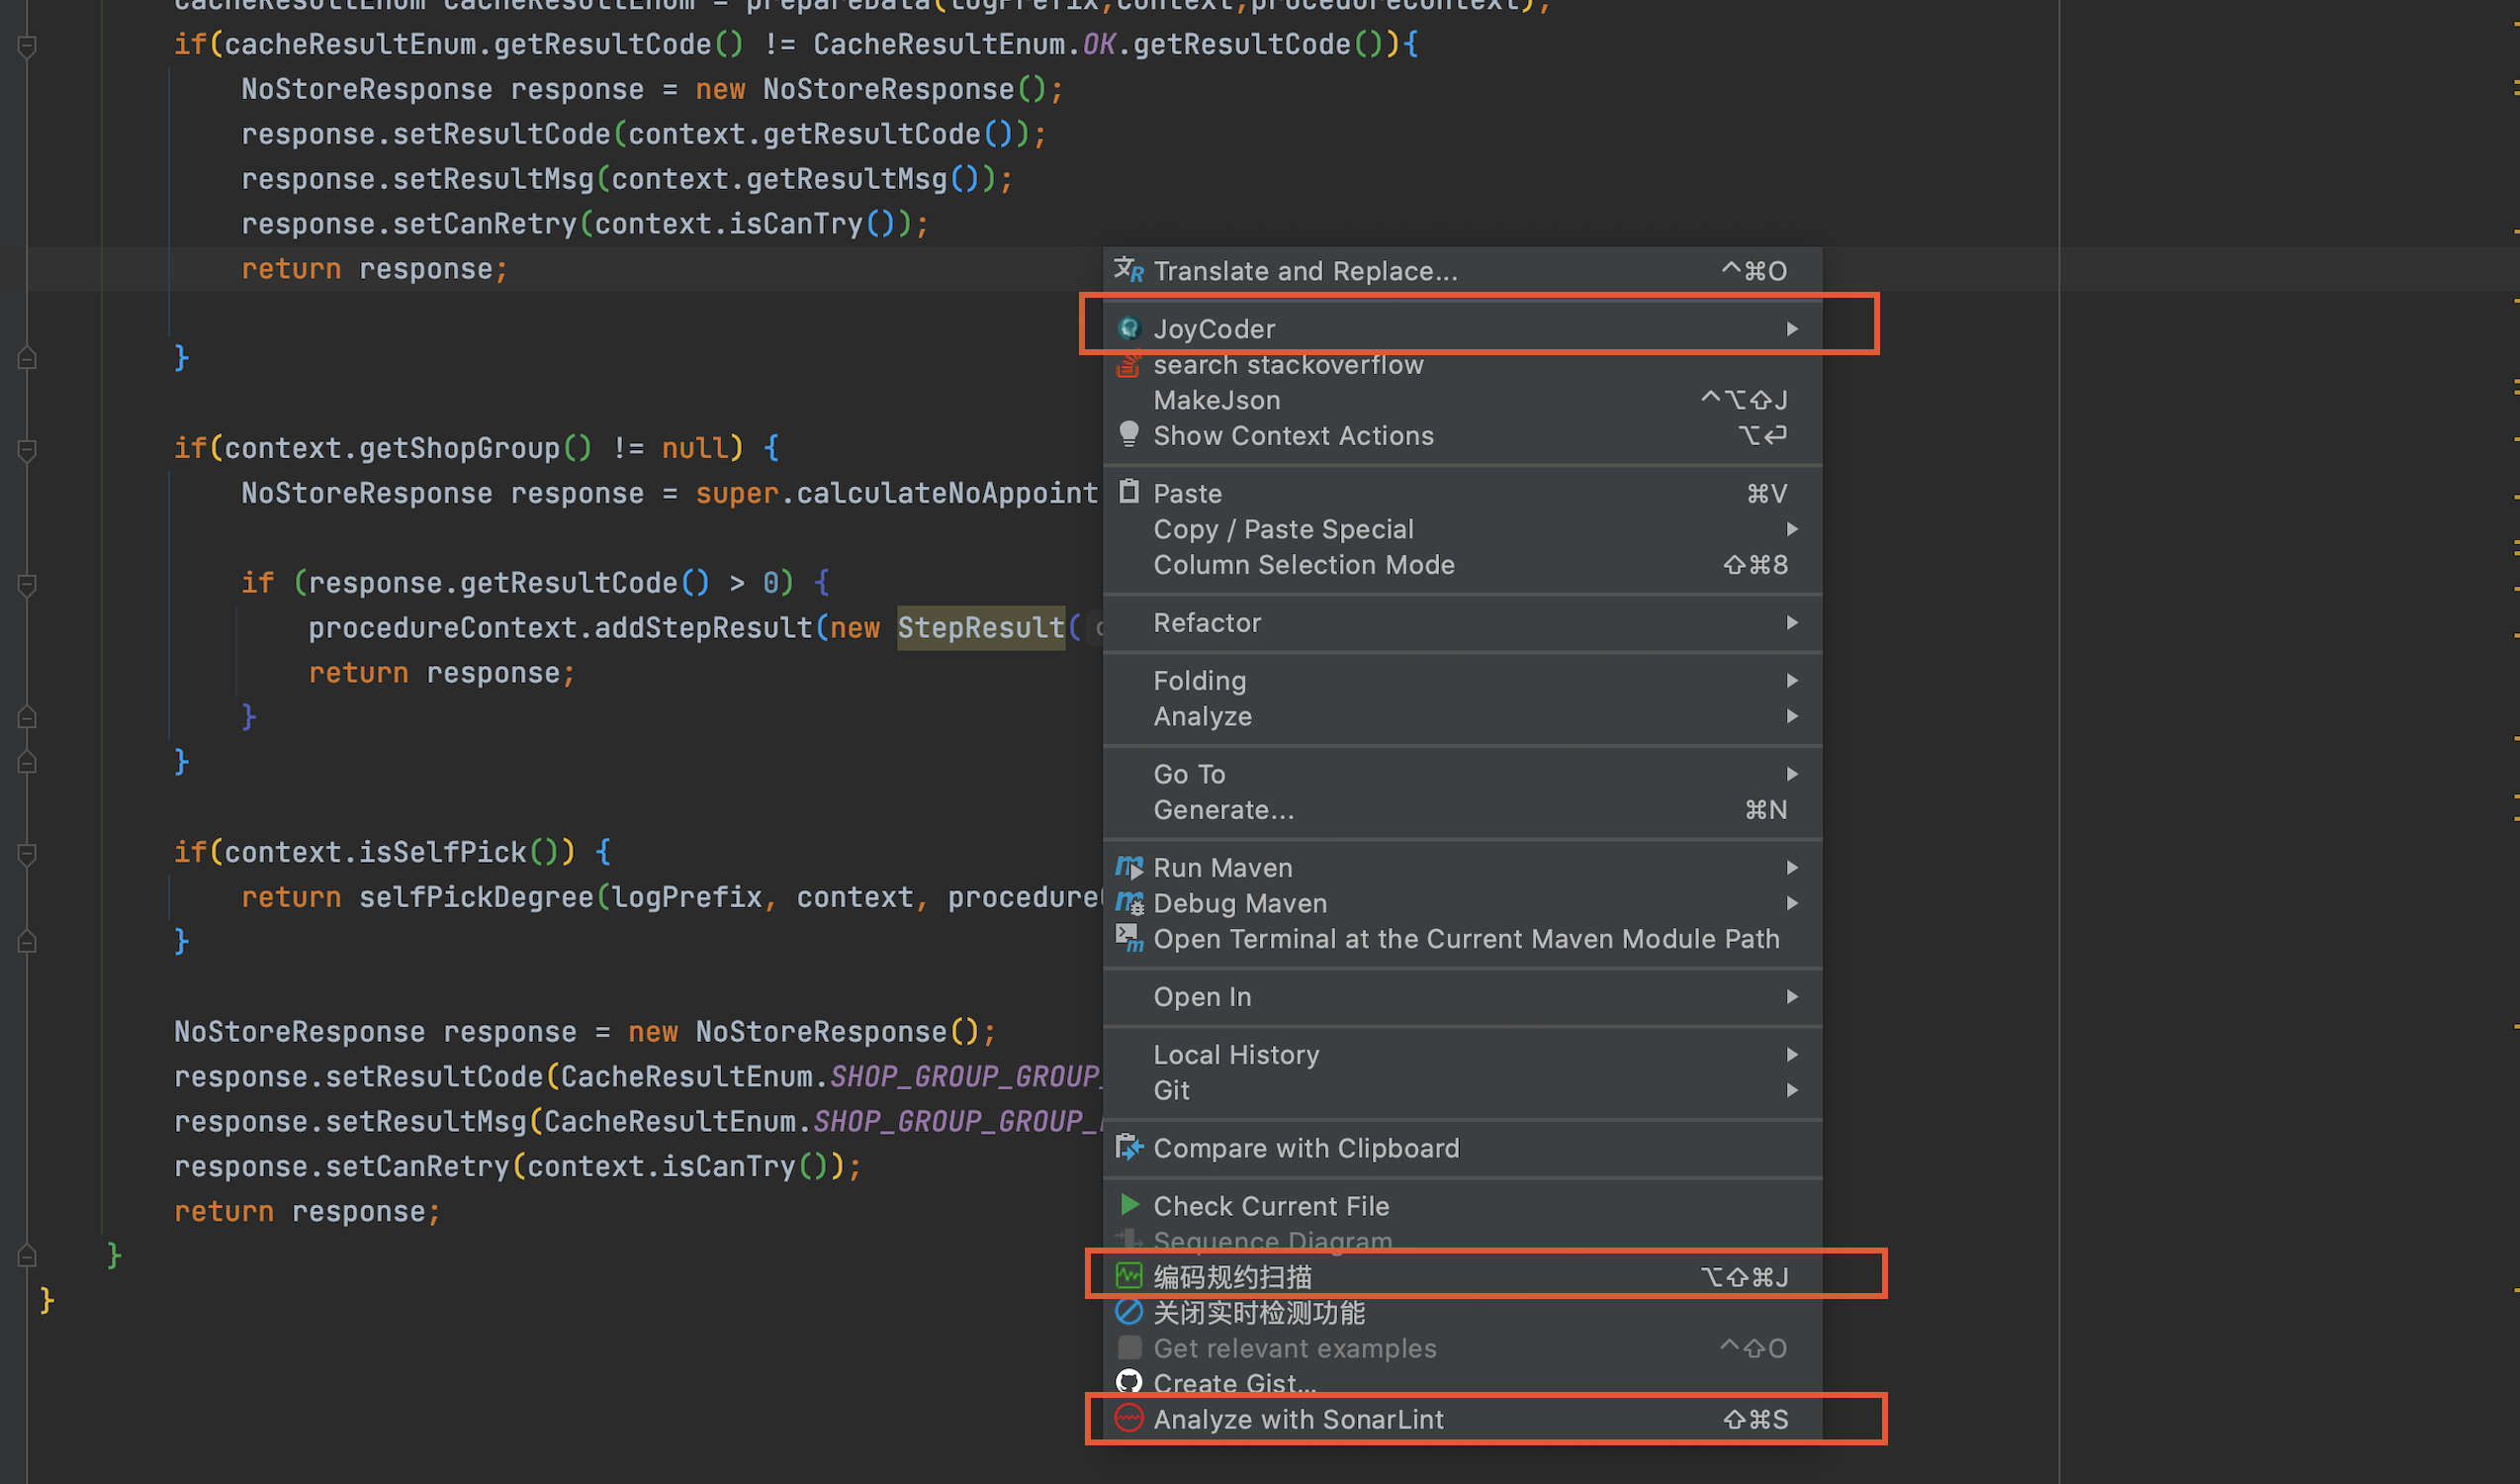 cacheResultEnum cacheResultEnum = prepareData(logPrefix,context,procedureContext);
if(cacheResultEnum.getResultCode() != CacheResultEnum.OK.getResultCode()){
NoStoreResponse response = new NoStoreResponse();
response.setResultCode(context.getResultCode());
response.setResultMsg(context.getResultMsg());
response.setCanRetry(context.isCanTry());
return response;
}
if(context.getShopGroup() != null) {
NoStoreResponse response = super.calculateNoAppoint
if (response.getResultCode() > 0) {
procedureContext.addStepResult(new StepResult(
return response;
}
}
if(context.isSelfPick()) {
return selfPickDegree(logPrefix, context, procedure
}
NoStoreResponse response = new NoStoreResponse();
response.setResultCode(CacheResultEnum.SHOP_GROUP_GROUP_
response.setResultMsg(CacheResultEnum.SHOP_GROUP_GROUP_
response.setCanRetry(context.isCanTry());
return response;
}
}
Translate and Replace... ^⌘O
JoyCoder
search stackoverflow
MakeJson ^⌥⇧J
Show Context Actions ⌥⏎
Paste ⌘V
Copy / Paste Special
Column Selection Mode ⇧⌘8
Refactor
Folding
Analyze
Go To
Generate... ⌘N
Run Maven
Debug Maven
Open Terminal at the Current Maven Module Path
Open In
Local History
Git
Compare with Clipboard
Check Current File
Sequence Diagram
编码规约扫描 ⌥⇧⌘J
关闭实时检测功能
Get relevant examples ^⇧O
Create Gist...
Analyze with SonarLint ⇧⌘S